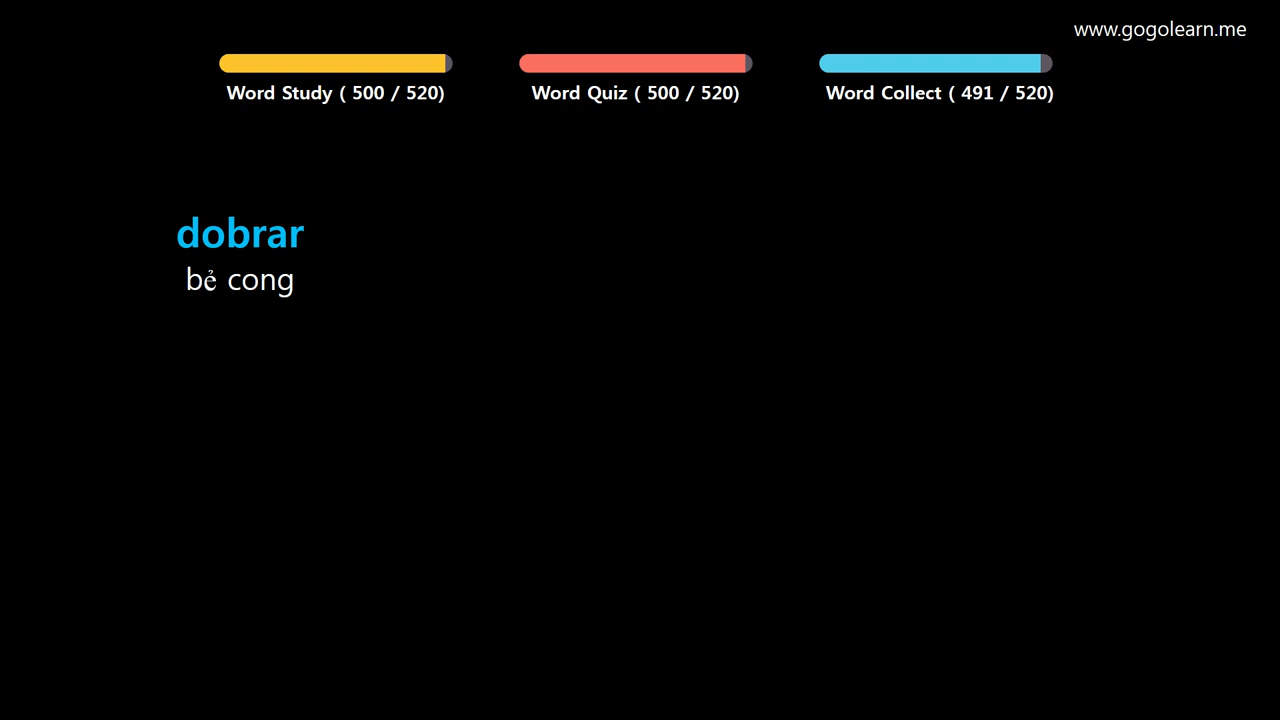 www.gogolearn.me
Word Study ( 500 / 520)
Word Quiz ( 500 / 520)
Word Collect ( 491 / 520)
dobrar
bẻ cong